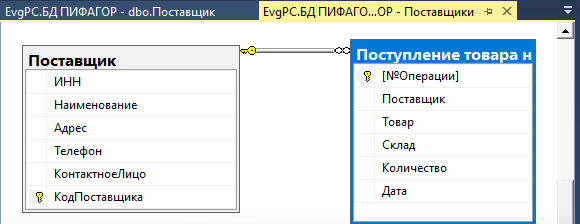 EvgPC.БД ПИФАГОР - dbo.Поставщик
EvgPC.БД ПИФАГО...ОР - Поставщики
Поставщик
ИНН
Наименование
Адрес
Телефон
КонтактноеЛицо
КодПоставщика
Поступление товара н
[№Операции]
Поставщик
Товар
Склад
Количество
Дата